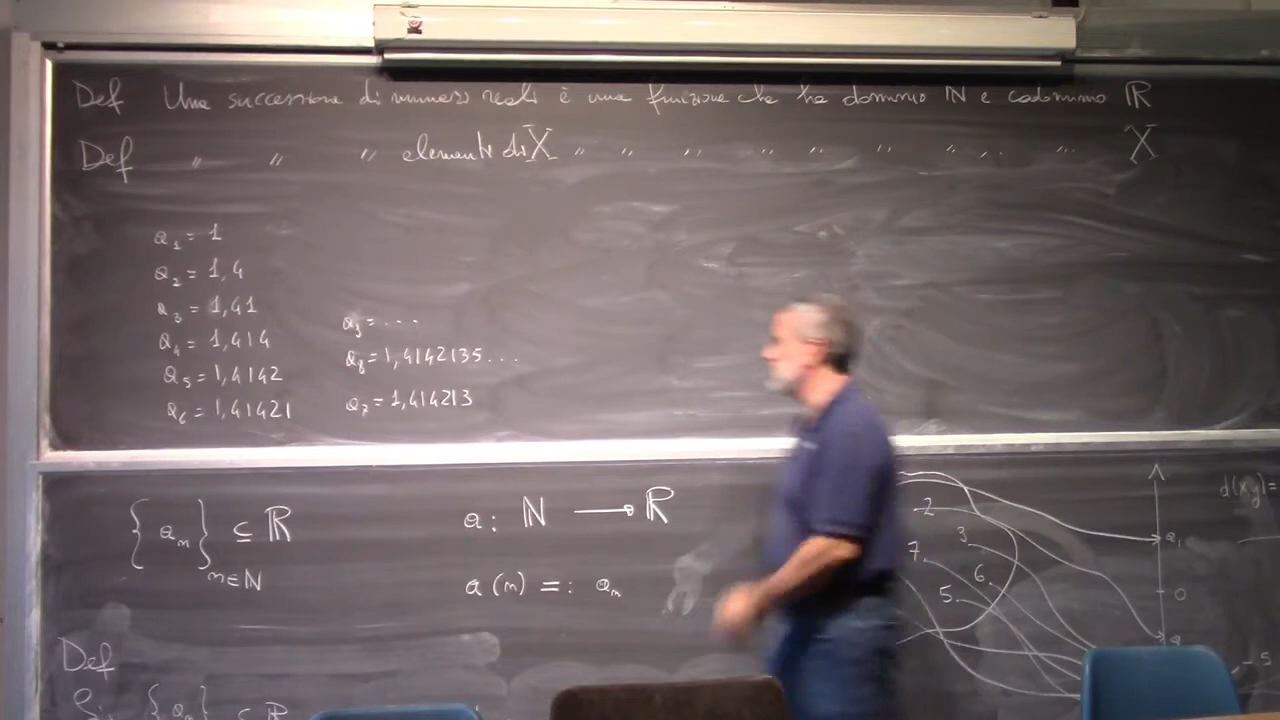 Def Una successione di numeri reali è una funzione che ha dominio ℕ e codominio ℝ
Def " " " elementi di X " " " " " " " " " X
a₁ = 1
a₂ = 1,4
a₃ = 1,41
a₄ = 1,414
a₅ = 1,4142
a₆ = 1,41421
= ...
a₈ = 1,4142135...
a₇ = 1,414213
{aₙ}ₙ∈ℕ ⊆ ℝ
a : ℕ → ℝ
a(n) =: aₙ
2
3
7
6
5
a₁
0
-5
d(x,y) =
Def
{aₙ} ⊆ ℝ